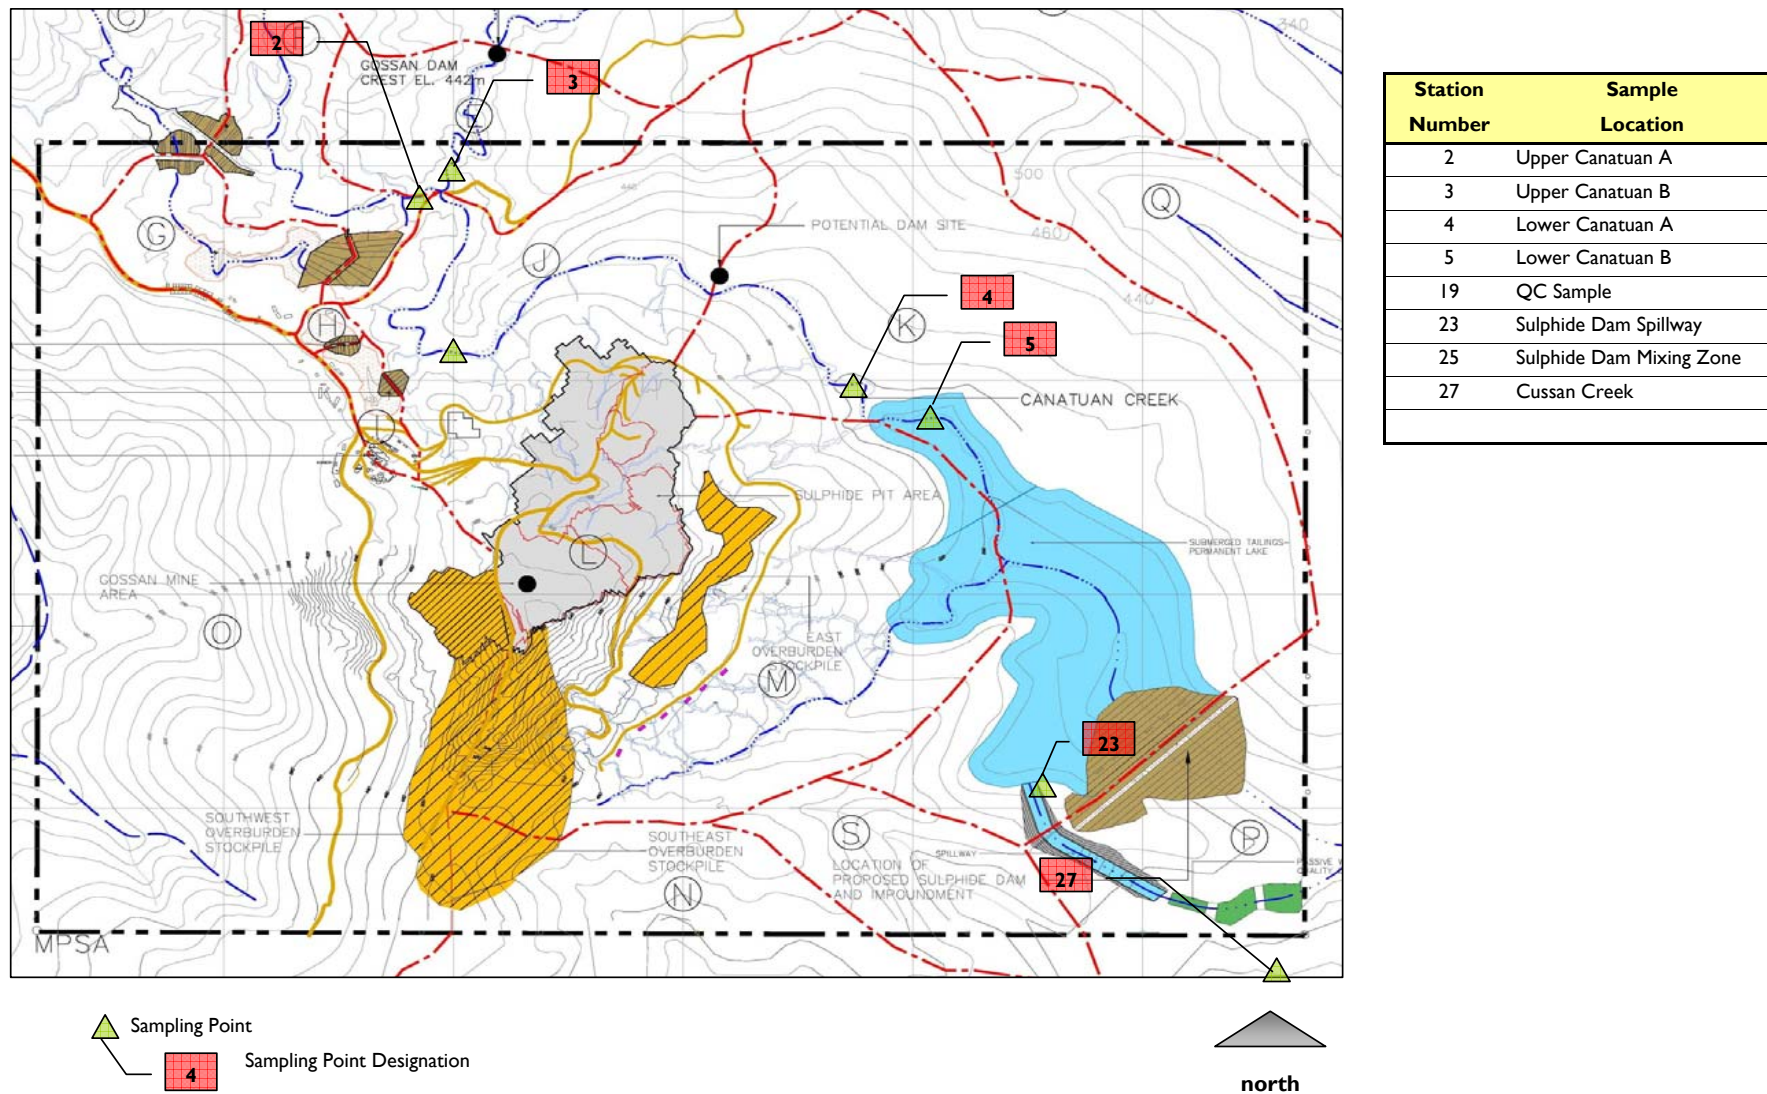 C
340
2
GOSSAN DAM
CREST EL. 442m
3
E
500
Q
G
460
POTENTIAL DAM SITE
J
440
4
K
H
5
CANATUAN CREEK
I
SULPHIDE PIT AREA
SUBMERGED TAILINGS
PERMANENT LAKE
L
GOSSAN MINE
AREA
O
EAST
OVERBURDEN
STOCKPILE
M
23
SOUTHWEST
OVERBURDEN
STOCKPILE
SOUTHEAST
OVERBURDEN
STOCKPILE
N
S
SPILLWAY
LOCATION OF
PROPOSED SULPHIDE DAM
AND IMPOUNDMENT
27
P
PASSIVE W
MPSA
Station Sample
Number Location
2 Upper Canatuan A
3 Upper Canatuan B
4 Lower Canatuan A
5 Lower Canatuan B
19 QC Sample
23 Sulphide Dam Spillway
25 Sulphide Dam Mixing Zone
27 Cussan Creek
Sampling Point
4 Sampling Point Designation
north